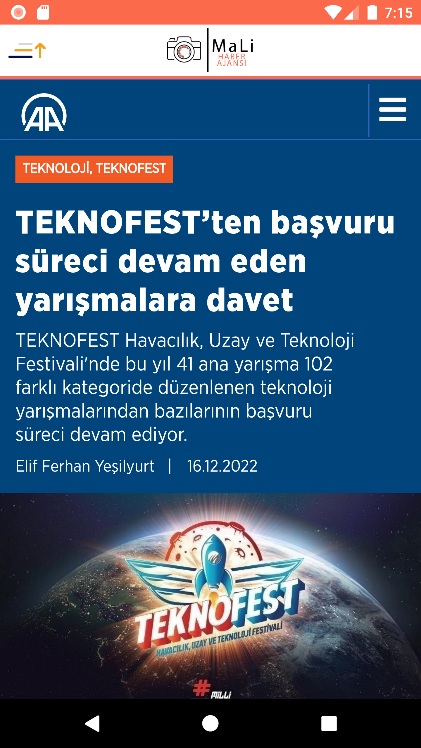 7:15
MaLi
HABER
AJANSI
AA
TEKNOLOJİ, TEKNOFEST
TEKNOFEST’ten başvuru
süreci devam eden
yarışmalara davet
TEKNOFEST Havacılık, Uzay ve Teknoloji
Festivali'nde bu yıl 41 ana yarışma 102
farklı kategoride düzenlenen teknoloji
yarışmalarından bazılarının başvuru
süreci devam ediyor.
Elif Ferhan Yeşilyurt | 16.12.2022
TEKNOFEST
HAVACILIK, UZAY VE TEKNOLOJİ FESTİVALİ
#MİLLİ